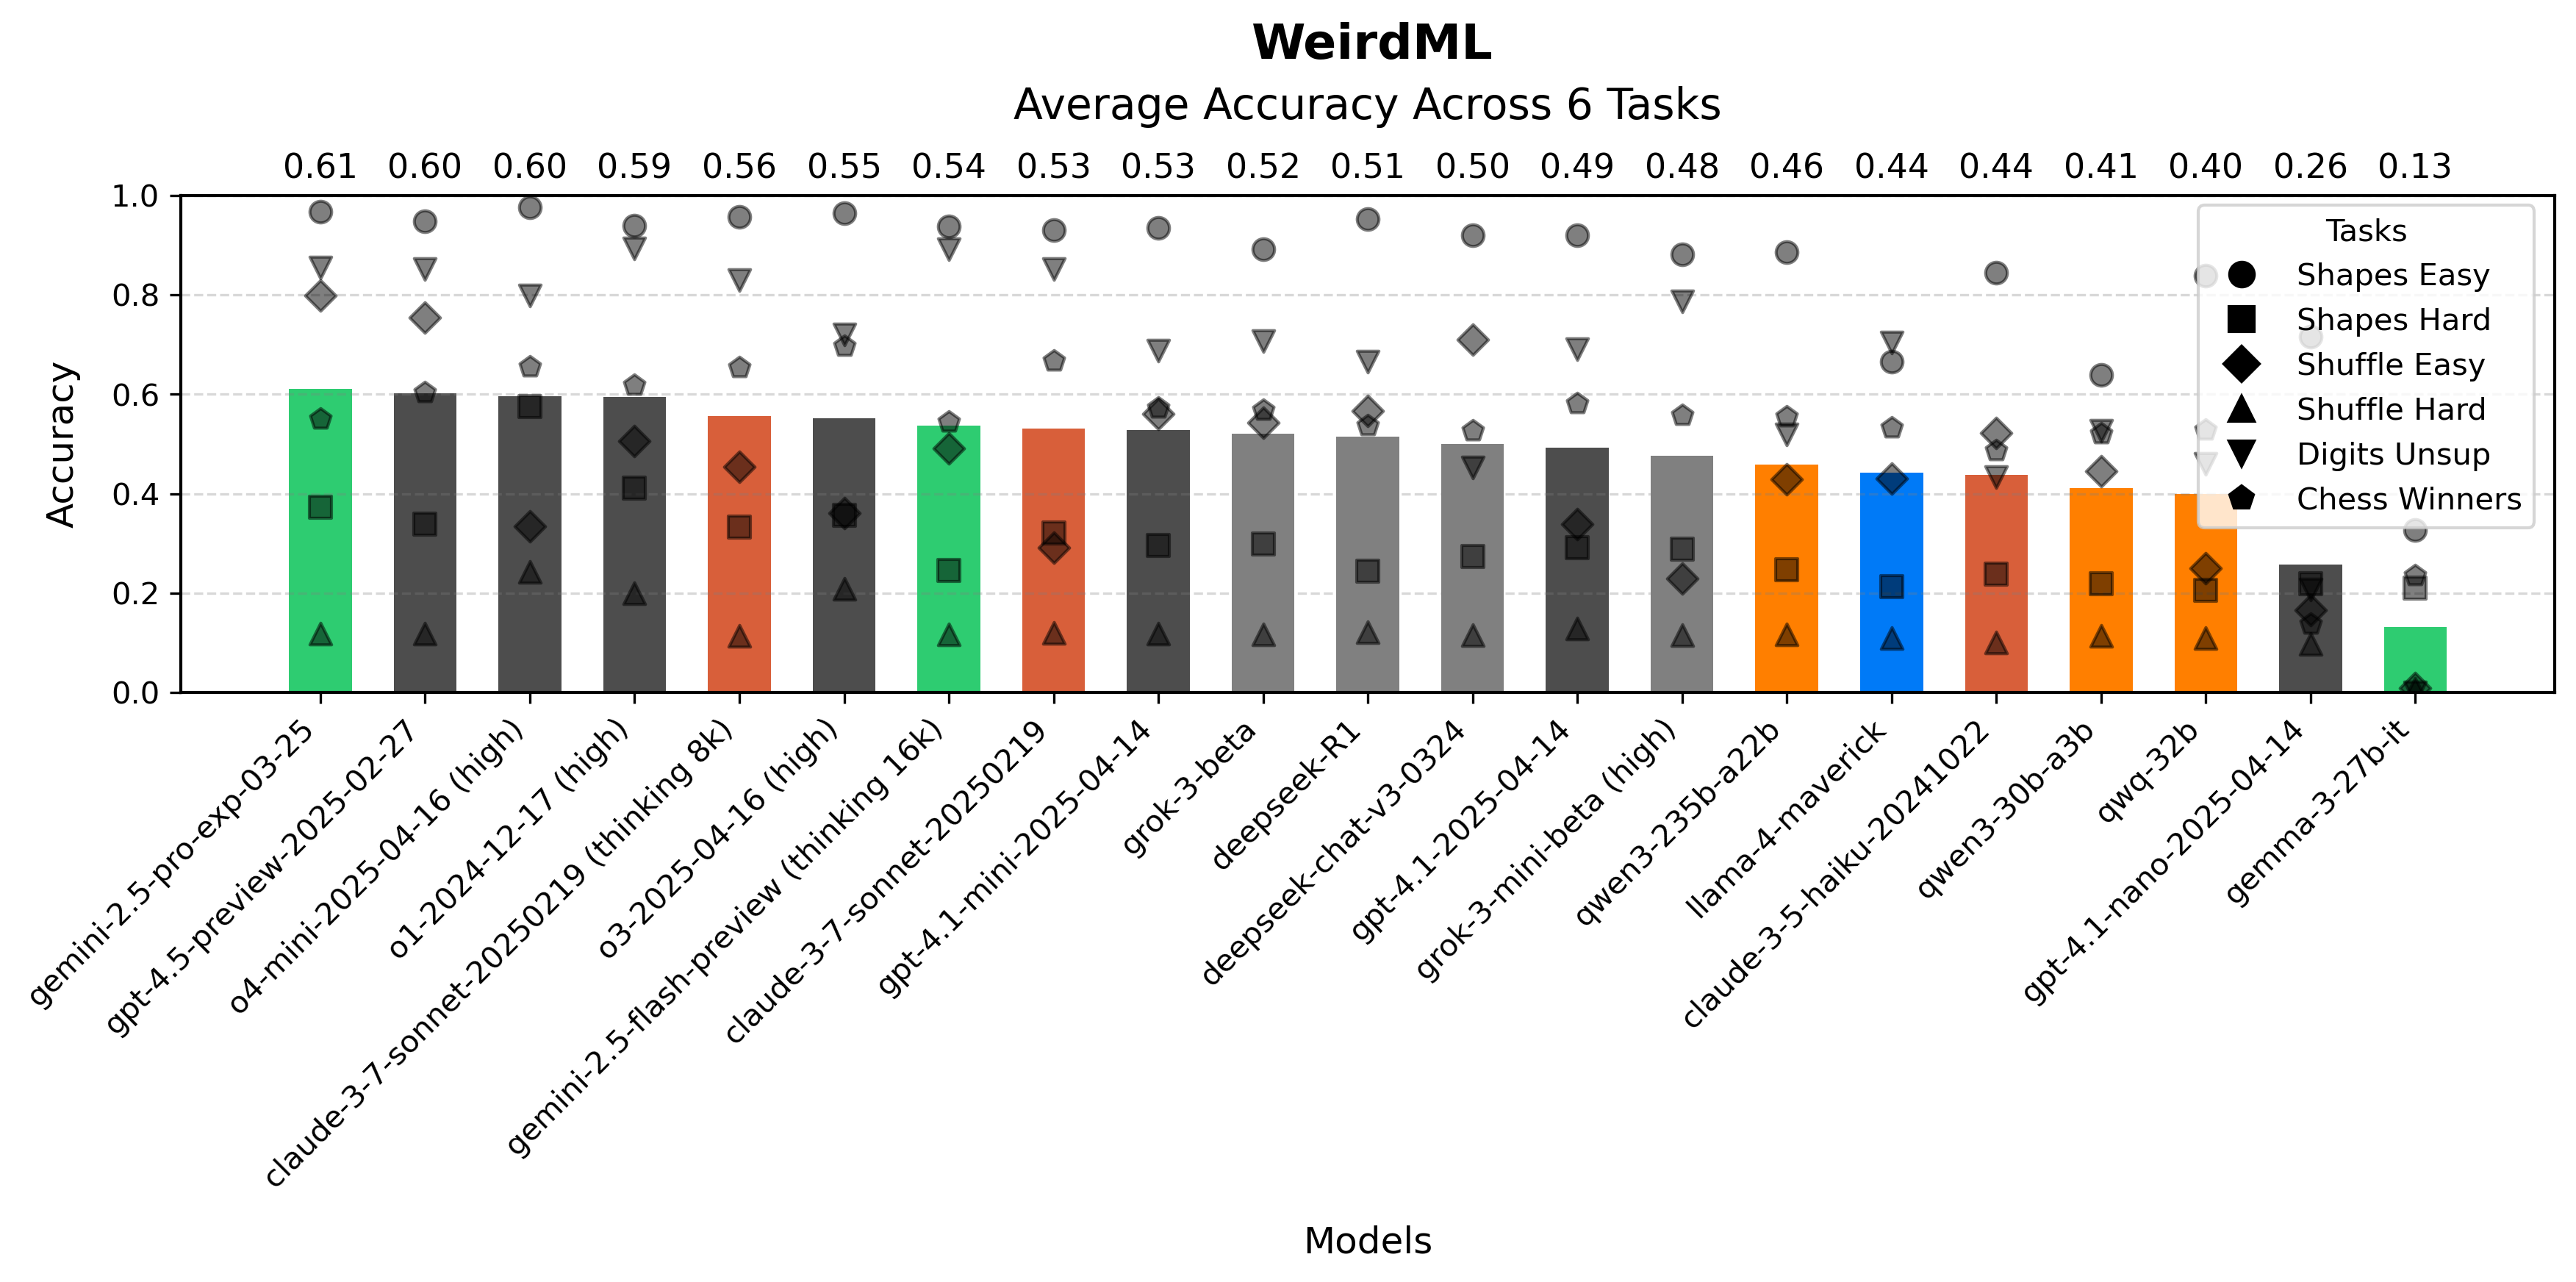 WeirdML
Average Accuracy Across 6 Tasks
0.61 0.60 0.60 0.59 0.56 0.55 0.54 0.53 0.53 0.52 0.51 0.50 0.49 0.48 0.46 0.44 0.44 0.41 0.40 0.26 0.13
1.0
0.8
0.6
0.4
0.2
0.0
Accuracy
Tasks
Shapes Easy
Shapes Hard
Shuffle Easy
Shuffle Hard
Digits Unsup
Chess Winners
gemini-2.5-pro-exp-03-25
gpt-4.5-preview-2025-02-27
o4-mini-2025-04-16 (high)
o1-2024-12-17 (high)
claude-3-7-sonnet-20250219 (thinking 8k)
o3-2025-04-16 (high)
gemini-2.5-flash-preview (thinking 16k)
claude-3-7-sonnet-20250219
gpt-4.1-mini-2025-04-14
grok-3-beta
deepseek-R1
deepseek-chat-v3-0324
gpt-4.1-2025-04-14
grok-3-mini-beta (high)
qwen3-235b-a22b
llama-4-maverick
claude-3-5-haiku-20241022
qwen3-30b-a3b
qwq-32b
gpt-4.1-nano-2025-04-14
gemma-3-27b-it
Models